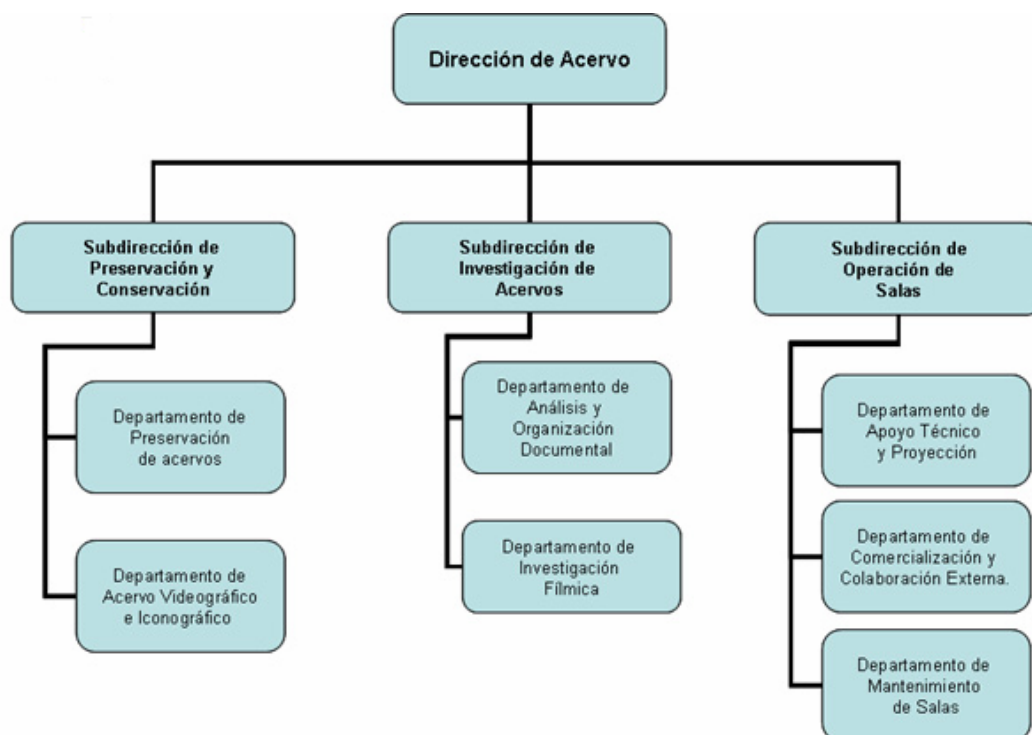 Dirección de Acervo
Subdirección de
Preservación y
Conservación
Departamento de
Preservación
de acervos
Departamento de
Acervo Videográfico
e Iconográfico
Subdirección de
Investigación de
Acervos
Departamento de
Análisis y
Organización
Documental
Departamento de
Investigación
Fílmica
Subdirección de
Operación de
Salas
Departamento de
Apoyo Técnico
y Proyección
Departamento de
Comercialización y
Colaboración Externa.
Departamento de
Mantenimiento
de Salas